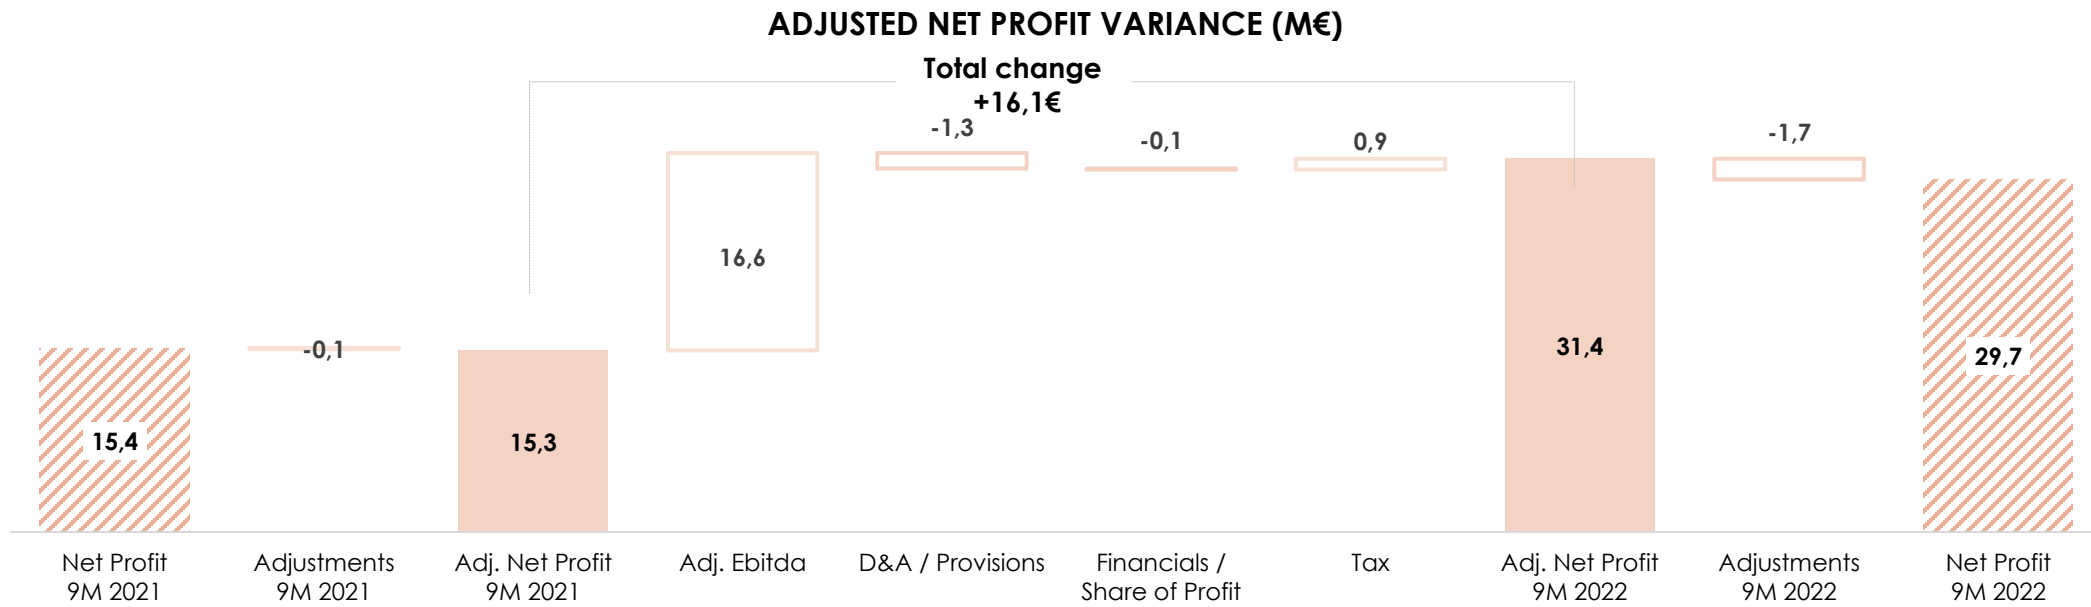 ADJUSTED NET PROFIT VARIANCE (M€)
Total change
+16,1€
15,4
-0,1
15,3
16,6
-1,3
-0,1
0,9
31,4
-1,7
29,7
Net Profit
9M 2021
Adjustments
9M 2021
Adj. Net Profit
9M 2021
Adj. Ebitda
D&A / Provisions
Financials /
Share of Profit
Tax
Adj. Net Profit
9M 2022
Adjustments
9M 2022
Net Profit
9M 2022